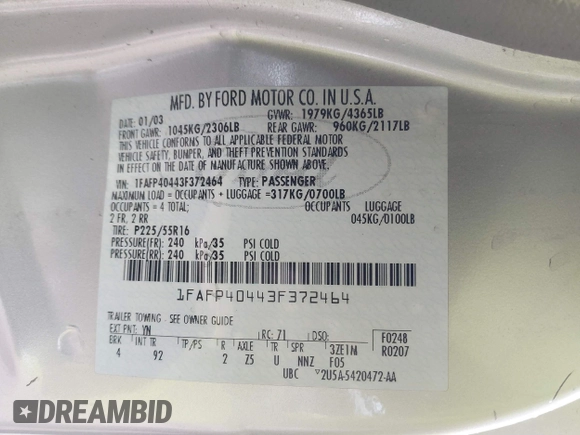 MFD. BY FORD MOTOR CO. IN U.S.A.
DATE: 01/03 GVWR: 1979KG/4365LB
FRONT GAWR: 1045KG/2306LB REAR GAWR: 960KG/2117LB
THIS VEHICLE CONFORMS TO ALL APPLICABLE FEDERAL MOTOR
VEHICLE SAFETY, BUMPER, AND THEFT PREVENTION STANDARDS
IN EFFECT ON THE DATE OF MANUFACTURE SHOWN ABOVE.
VIN: 1FAFP40443F372464 TYPE: PASSENGER
MAXIMUM LOAD = OCCUPANTS + LUGGAGE =317KG/0700LB
OCCUPANTS = 4 TOTAL; OCCUPANTS LUGGAGE
2 FR, 2 RR 045KG/0100LB
TIRE: P225/55R16
PRESSURE(FR): 240 kPa/35 PSI COLD
PRESSURE(RR): 240 kPa/35 PSI COLD
1FAFP40443F372464
TRAILER TOWING - SEE OWNER GUIDE
EXT PNT: YN RC: 71 DSO: F0248
BRK INT TR TP/PS R AXLE TR SPR 3ZE1M R0207
4 92 2 Z5 U NNZ F05
UBC 2U5A-5420472-AA
DREAMBID